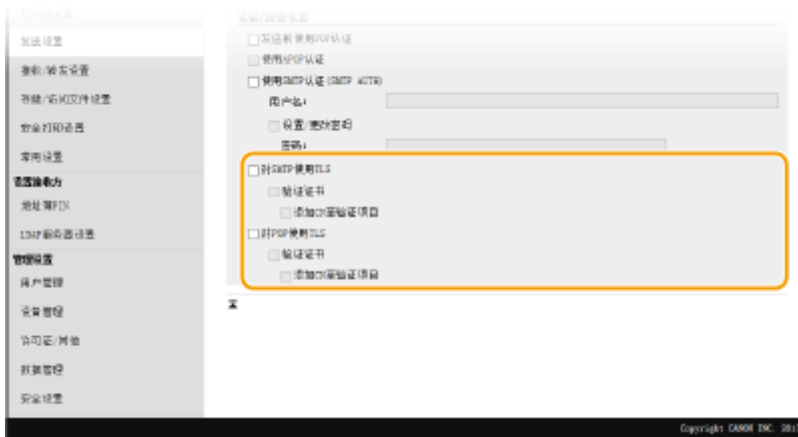 发送设置
接收/转发设置
存储/访问文件设置
安全打印设置
常用设置
设置接收方
地址簿PIN
LDAP服务器设置
管理设置
用户管理
设备管理
许可证/其他
数据管理
安全设置
认证/加密设置
发送前使用POP认证
使用APOP认证
使用SMTP认证(SMTP AUTH)
用户名:
设置/更改密码
密码:
对SMTP使用TLS
验证证书
添加CN至验证项目
对POP使用TLS
验证证书
添加CN至验证项目
Copyright CANON INC. 201